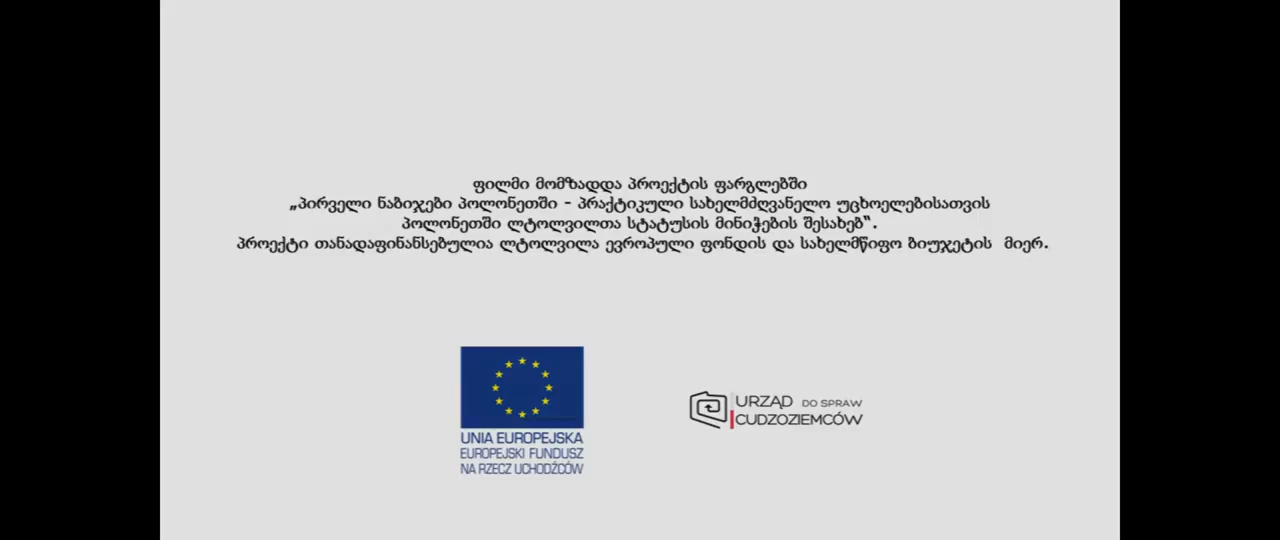 ფილმი მომზადდა პროექტის ფარგლებში
„პირველი ნაბიჯები პოლონეთში - პრაქტიკული სახელმძღვანელო უცხოელებისათვის
პოლონეთში ლტოლვილთა სტატუსის მინიჭების შესახებ“.
პროექტი თანადაფინანსებულია ლტოლვილა ევროპული ფონდის და სახელმწიფო ბიუჯეტის მიერ.
UNIA EUROPEJSKA
EUROPEJSKI FUNDUSZ
NA RZECZ UCHODŹCÓW
URZĄD DO SPRAW
CUDZOZIEMCÓW